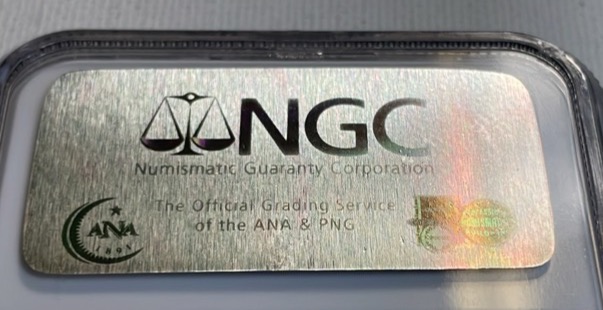 NGC
Numismatic Guaranty Corporation
The Official Grading Service
of the ANA & PNG
ANA